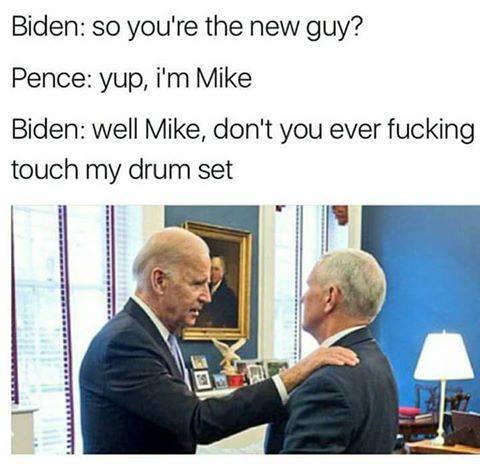 Biden: so you're the new guy?
Pence: yup, i'm Mike
Biden: well Mike, don't you ever fucking
touch my drum set